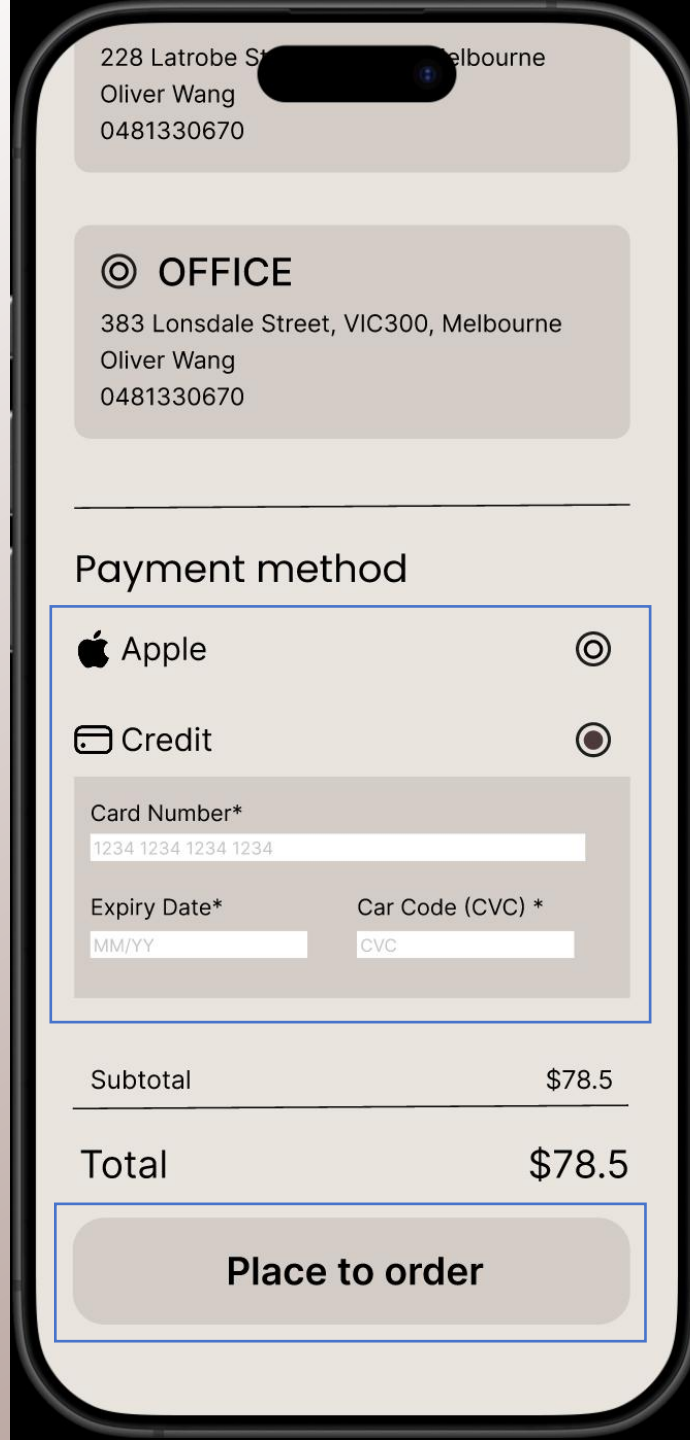 228 Latrobe elbourne
Oliver Wang
0481330670
OFFICE
383 Lonsdale Street, VIC300, Melbourne
Oliver Wang
0481330670
Payment method
Apple
Credit
Card Number*
1234 1234 1234 1234
Expiry Date* Car Code (CVC) *
MM/YY CVC
Subtotal $78.5
Total $78.5
Place to order